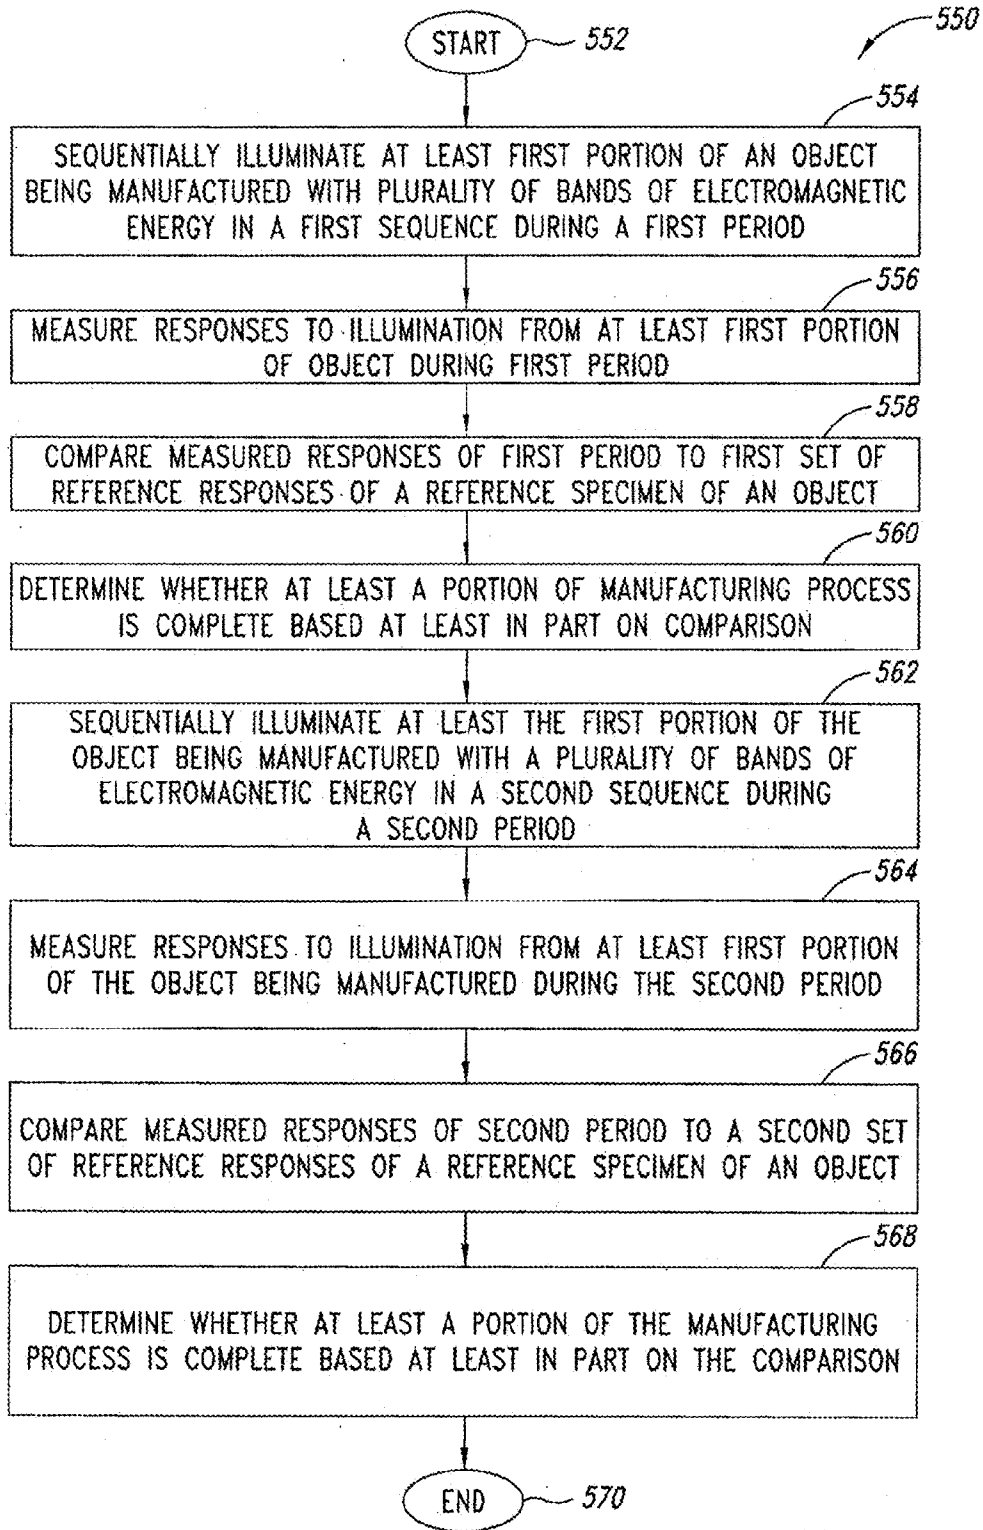 550
START
552
554
SEQUENTIALLY ILLUMINATE AT LEAST FIRST PORTION OF AN OBJECT
BEING MANUFACTURED WITH PLURALITY OF BANDS OF ELECTROMAGNETIC
ENERGY IN A FIRST SEQUENCE DURING A FIRST PERIOD
556
MEASURE RESPONSES TO ILLUMINATION FROM AT LEAST FIRST PORTION
OF OBJECT DURING FIRST PERIOD
558
COMPARE MEASURED RESPONSES OF FIRST PERIOD TO FIRST SET OF
REFERENCE RESPONSES OF A REFERENCE SPECIMEN OF AN OBJECT
560
DETERMINE WHETHER AT LEAST A PORTION OF MANUFACTURING PROCESS
IS COMPLETE BASED AT LEAST IN PART ON COMPARISON
562
SEQUENTIALLY ILLUMINATE AT LEAST THE FIRST PORTION OF THE
OBJECT BEING MANUFACTURED WITH A PLURALITY OF BANDS OF
ELECTROMAGNETIC ENERGY IN A SECOND SEQUENCE DURING
A SECOND PERIOD
564
MEASURE RESPONSES TO ILLUMINATION FROM AT LEAST FIRST PORTION
OF THE OBJECT BEING MANUFACTURED DURING THE SECOND PERIOD
566
COMPARE MEASURED RESPONSES OF SECOND PERIOD TO A SECOND SET
OF REFERENCE RESPONSES OF A REFERENCE SPECIMEN OF AN OBJECT
568
DETERMINE WHETHER AT LEAST A PORTION OF THE MANUFACTURING
PROCESS IS COMPLETE BASED AT LEAST IN PART ON THE COMPARISON
END
570